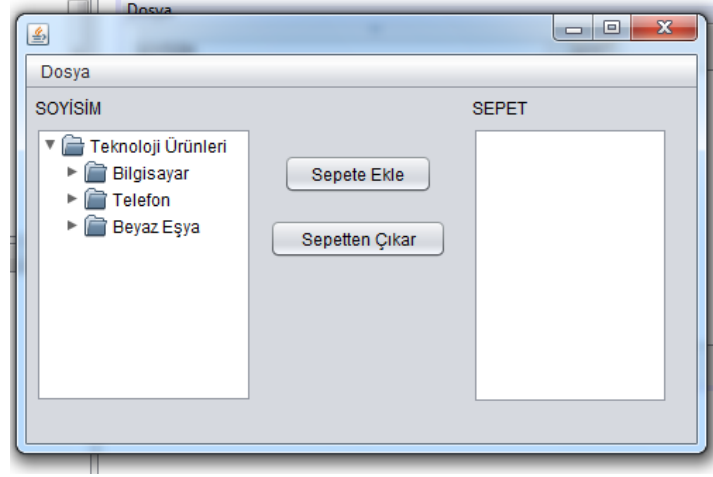 Dosya
Dosya
SOYİSİM
SEPET
Teknoloji Ürünleri
Bilgisayar
Telefon
Beyaz Eşya
Sepete Ekle
Sepetten Çıkar